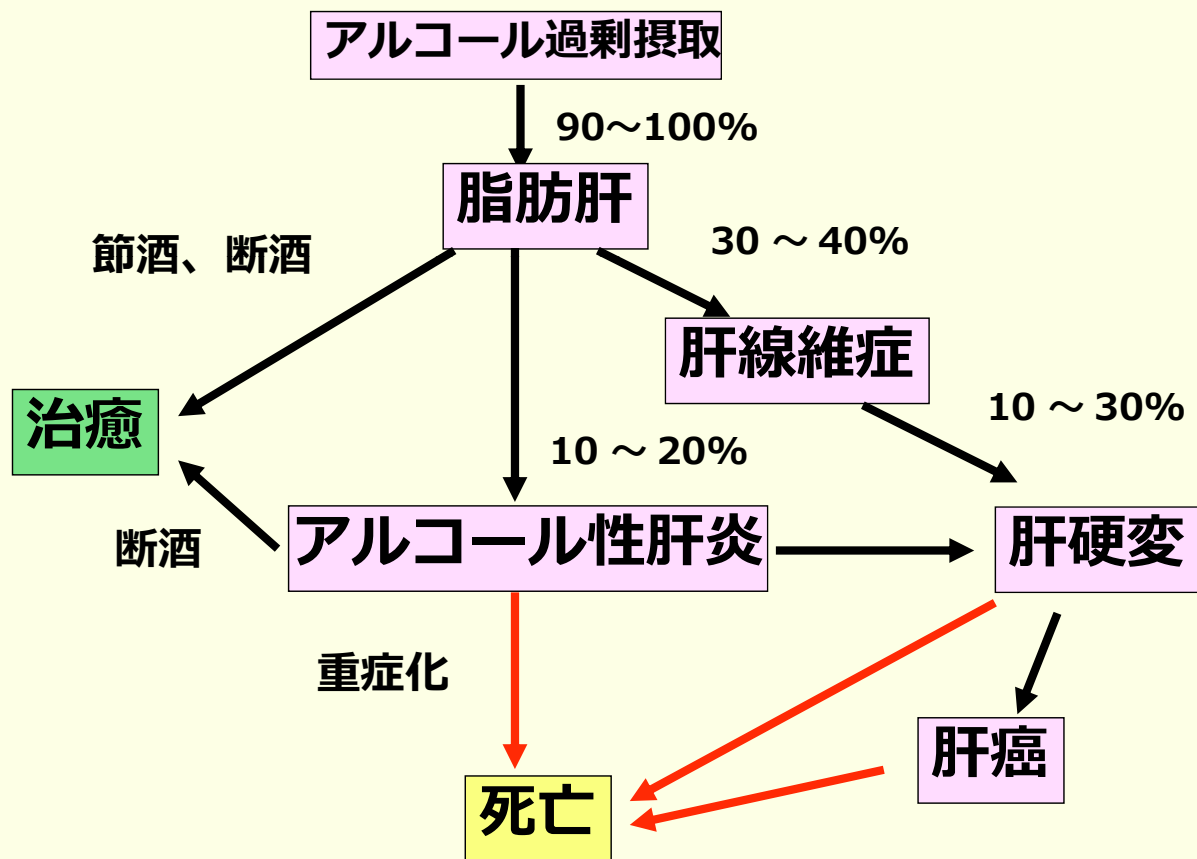 アルコール過剰摂取
90～100%
脂肪肝
節酒、断酒
30 ～ 40%
肝線維症
治癒
10 ～ 30%
10 ～ 20%
断酒
アルコール性肝炎
肝硬変
重症化
肝癌
死亡